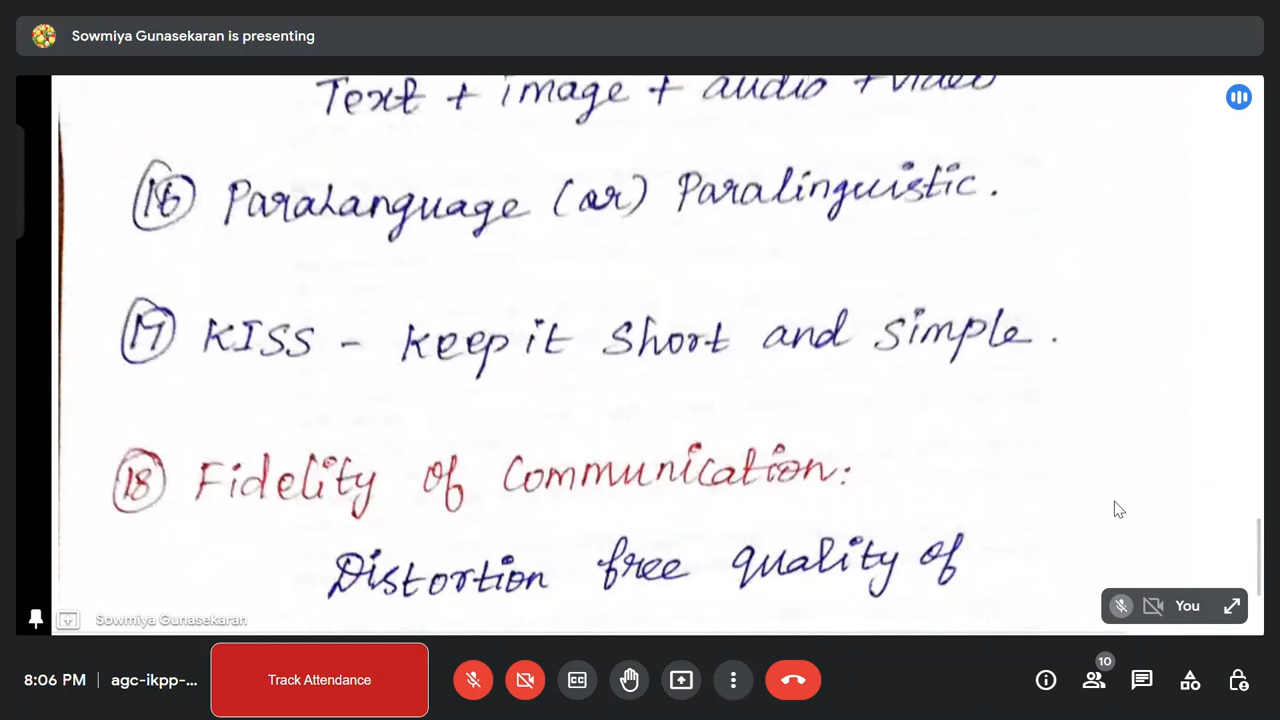 Sowmiya Gunasekaran is presenting
Text + image + audio + video
16 ParaLanguage (or) Paralinguistic.
17 KISS - Keep it Short and Simple.
18 Fidelity of Communication:
Distortion free quality of
Sowmiya Gunasekaran
You
8:06 PM | agc-ikpp-...
Track Attendance
10